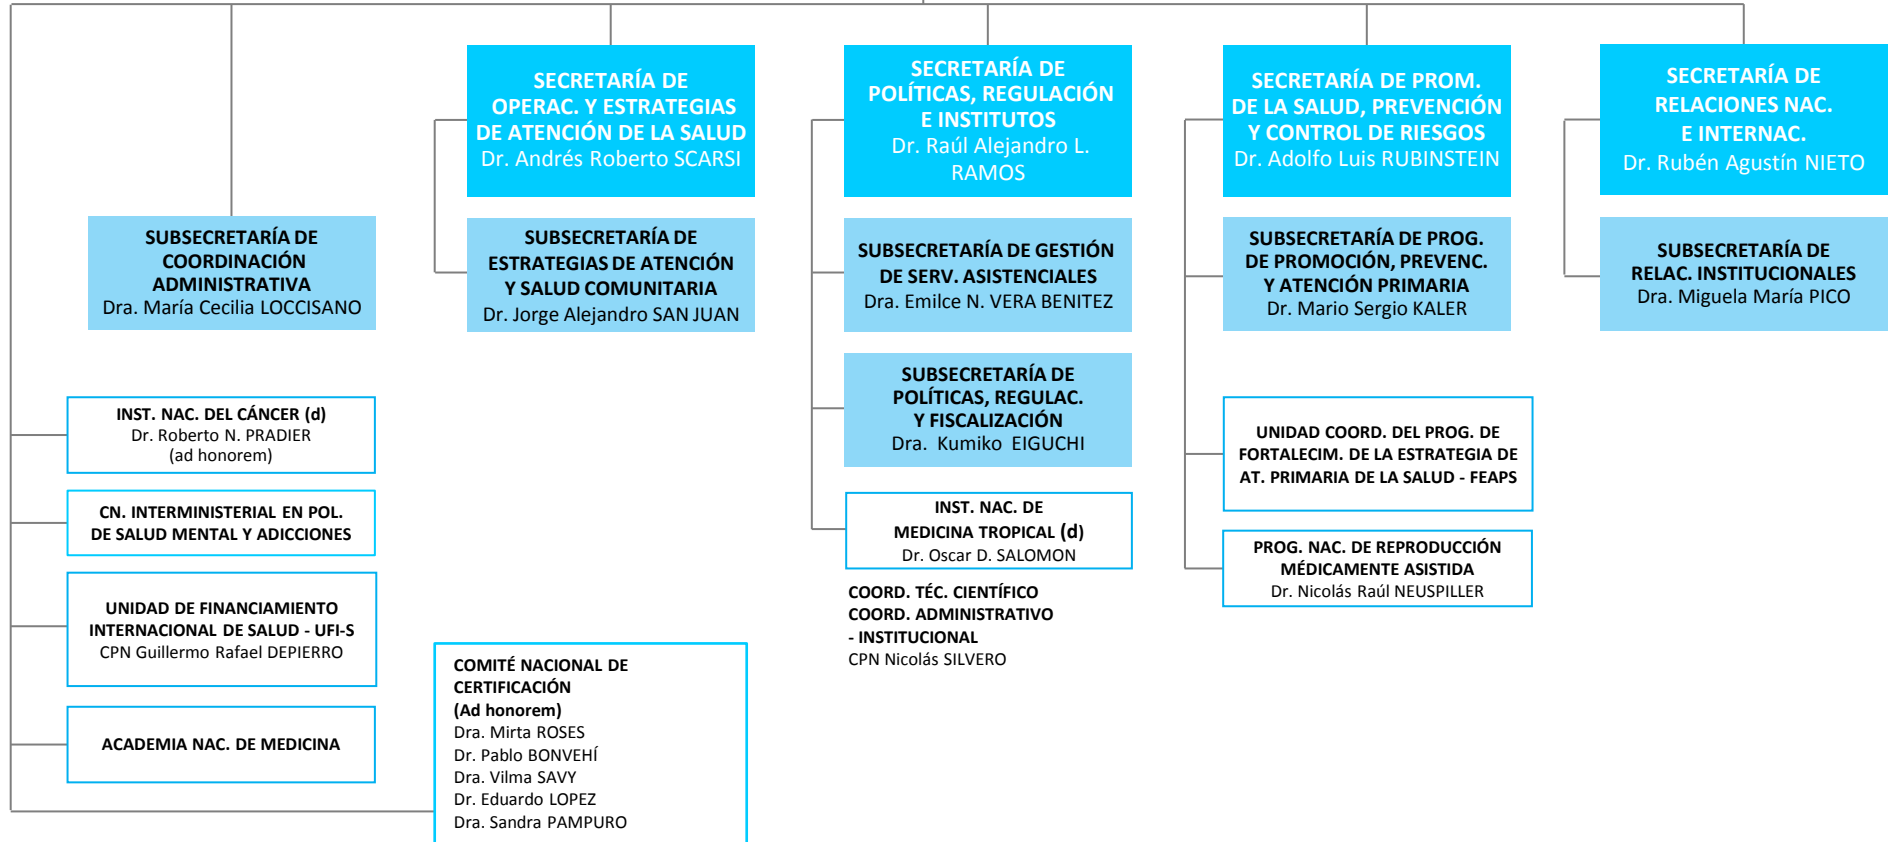 SECRETARÍA DE
OPERAC. Y ESTRATEGIAS
DE ATENCIÓN DE LA SALUD
Dr. Andrés Roberto SCARSI
SECRETARÍA DE
POLÍTICAS, REGULACIÓN
E INSTITUTOS
Dr. Raúl Alejandro L.
RAMOS
SECRETARÍA DE PROM.
DE LA SALUD, PREVENCIÓN
Y CONTROL DE RIESGOS
Dr. Adolfo Luis RUBINSTEIN
SECRETARÍA DE
RELACIONES NAC.
E INTERNAC.
Dr. Rubén Agustín NIETO
SUBSECRETARÍA DE
COORDINACIÓN
ADMINISTRATIVA
Dra. María Cecilia LOCCISANO
SUBSECRETARÍA DE
ESTRATEGIAS DE ATENCIÓN
Y SALUD COMUNITARIA
Dr. Jorge Alejandro SAN JUAN
SUBSECRETARÍA DE GESTIÓN
DE SERV. ASISTENCIALES
Dra. Emilce N. VERA BENITEZ
SUBSECRETARÍA DE PROG.
DE PROMOCIÓN, PREVENC.
Y ATENCIÓN PRIMARIA
Dr. Mario Sergio KALER
SUBSECRETARÍA DE
RELAC. INSTITUCIONALES
Dra. Miguela María PICO
SUBSECRETARÍA DE
POLÍTICAS, REGULAC.
Y FISCALIZACIÓN
Dra. Kumiko EIGUCHI
INST. NAC. DEL CÁNCER (d)
Dr. Roberto N. PRADIER
(ad honorem)
UNIDAD COORD. DEL PROG. DE
FORTALECIM. DE LA ESTRATEGIA DE
AT. PRIMARIA DE LA SALUD - FEAPS
CN. INTERMINISTERIAL EN POL.
DE SALUD MENTAL Y ADICCIONES
INST. NAC. DE
MEDICINA TROPICAL (d)
Dr. Oscar D. SALOMON
PROG. NAC. DE REPRODUCCIÓN
MÉDICAMENTE ASISTIDA
Dr. Nicolás Raúl NEUSPILLER
UNIDAD DE FINANCIAMIENTO
INTERNACIONAL DE SALUD - UFI-S
CPN Guillermo Rafael DEPIERRO
COORD. TÉC. CIENTÍFICO
COORD. ADMINISTRATIVO
- INSTITUCIONAL
CPN Nicolás SILVERO
ACADEMIA NAC. DE MEDICINA
COMITÉ NACIONAL DE
CERTIFICACIÓN
(Ad honorem)
Dra. Mirta ROSES
Dr. Pablo BONVEHÍ
Dra. Vilma SAVY
Dr. Eduardo LOPEZ
Dra. Sandra PAMPURO